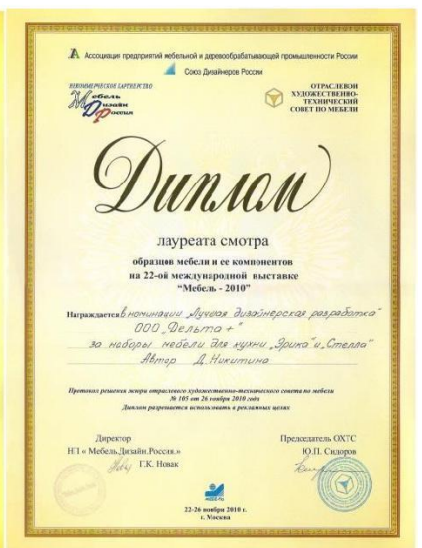 Ассоциация предприятий мебельной и деревообрабатывающей промышленности России
Союз Дизайнеров России
НЕКОММЕРЧЕСКОЕ ПАРТНЕРСТВО
Мебель
Дизайн
Россия
ОТРАСЛЕВОЙ
ХУДОЖЕСТВЕННО-
ТЕХНИЧЕСКИЙ
СОВЕТ ПО МЕБЕЛИ
Диплом
лауреата смотра
образцов мебели и ее компонентов
на 22-ой международной выставке
"Мебель - 2010"
Награждается В номинации „Лучшая дизайнерская разработка"
ООО „Дельта+"
за наборы мебели для кухни „Эрика" и „Стелла"
Автор Д. Никитина
Протокол решения жюри отраслевого художественно-технического совета по мебели
№ 105 от 26 ноября 2010 года
Диплом разрешается использовать в рекламных целях
Директор
НП « Мебель.Дизайн.Россия.»
Г.К. Новак
Председатель ОХТС
Ю.П. Сидоров
22-26 ноября 2010 г.
г. Москва